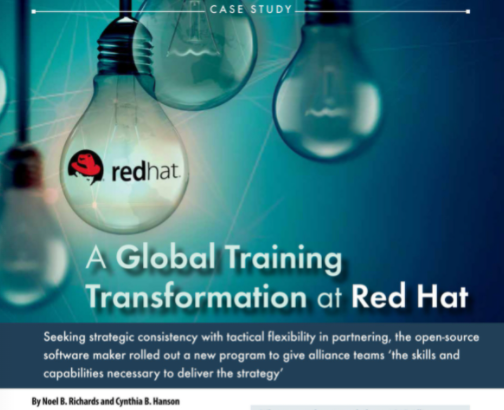 CASE STUDY
redhat.
A Global Training
Transformation at Red Hat
Seeking strategic consistency with tactical flexibility in partnering, the open-source
software maker rolled out a new program to give alliance teams ‘the skills and
capabilities necessary to deliver the strategy’
By Noel B. Richards and Cynthia B. Hanson